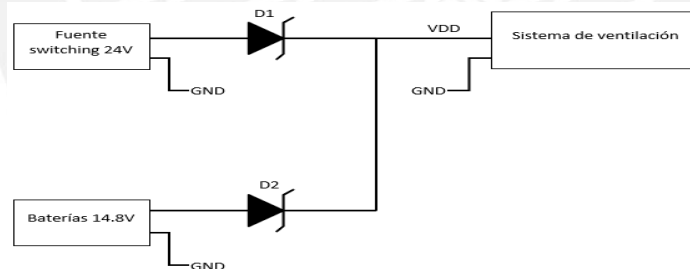 D1
Fuente
switching 24V
VDD
Sistema de ventilación
GND
GND
D2
Baterías 14.8V
GND